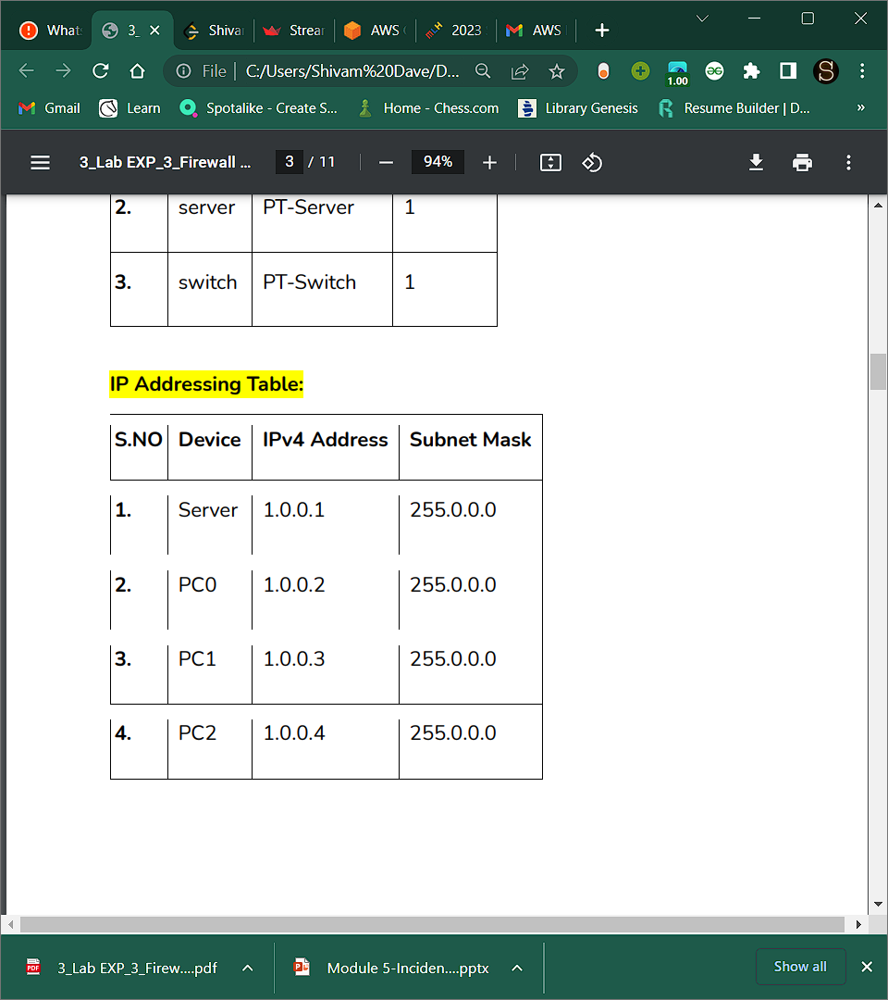 What
3_
Shiva
Strea
AWS
2023
AWS
File
C:/Users/Shivam%20Dave/D...
1.00
S
Gmail
Learn
Spotalike - Create S...
Home - Chess.com
Library Genesis
Resume Builder | D...
»
3_Lab EXP_3_Firewall ...
3 / 11
94%
2. server PT-Server 1
3. switch PT-Switch 1
IP Addressing Table:
S.NO Device IPv4 Address Subnet Mask
1. Server 1.0.0.1 255.0.0.0
2. PC0 1.0.0.2 255.0.0.0
3. PC1 1.0.0.3 255.0.0.0
4. PC2 1.0.0.4 255.0.0.0
PDF
3_Lab EXP_3_Firew....pdf
Module 5-Inciden....pptx
Show all